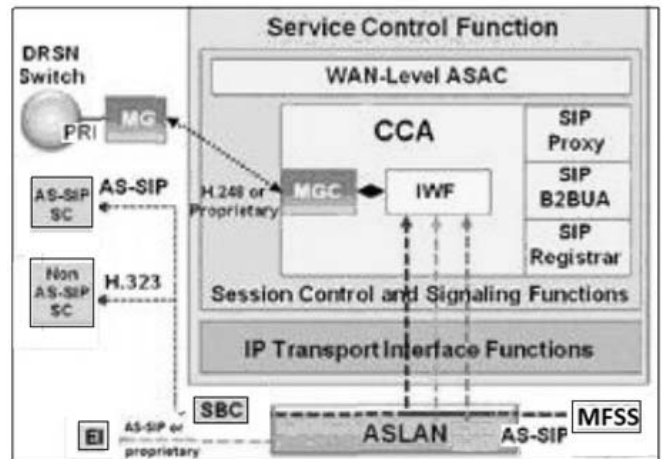 Service Control Function
DRSN
Switch
WAN-Level ASAC
MG
PRI
CCA
SIP
Proxy
SIP
B2BUA
SIP
Registrar
MGC
IWF
H.248 or
Proprietary
AS-SIP
AS-SIP
SC
H.323
Non
AS-SIP
SC
Session Control and Signaling Functions
IP Transport Interface Functions
SBC
MFSS
EI
AS-SIP or
proprietary
ASLAN
AS-SIP